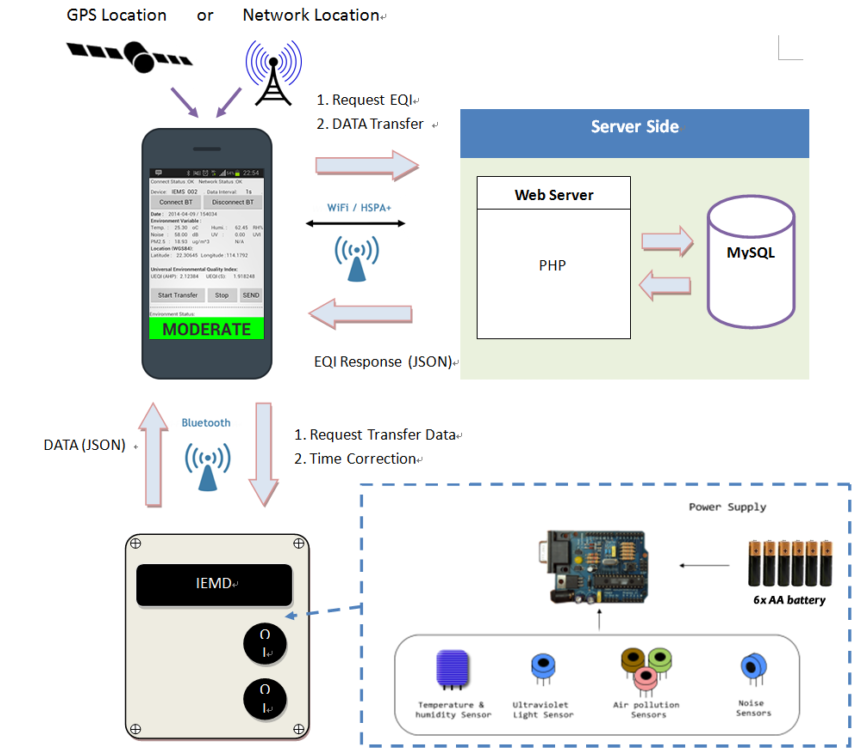 GPS Location or Network Location
1. Request EQI
2. DATA Transfer
Server Side
22:54
Connect Status: OK Network Status: OK
Device: IEMS 002 Data Interval: 1s
Connect BT Disconnect BT
Date : 2014-04-09 / 154034
Environment Variable :
Temp : 25.30 oC Humi : 62.45 RH%
Noise : 58.00 dB UV : 0.00 UVI
PM2.5 : 18.93 ug/m^3 N/A
Location (WGS84):
Latitude : 22.30645 Longitude : 114.1792
Universal Environmental Quality Index:
UEQI (AHP): 2.12384 UEQI(IS): 1.918248
Start Transfer Stop SEND
Environment Status:
MODERATE
WiFi / HSPA+
Web Server
PHP
MySQL
EQI Response (JSON)
DATA (JSON)
Bluetooth
1. Request Transfer Data
2. Time Correction
Power Supply
6x AA battery
IEMD
O
I
O
I
Temperature &
humidity Sensor
Ultraviolet
Light Sensor
Air pollution
Sensors
Noise
Sensors